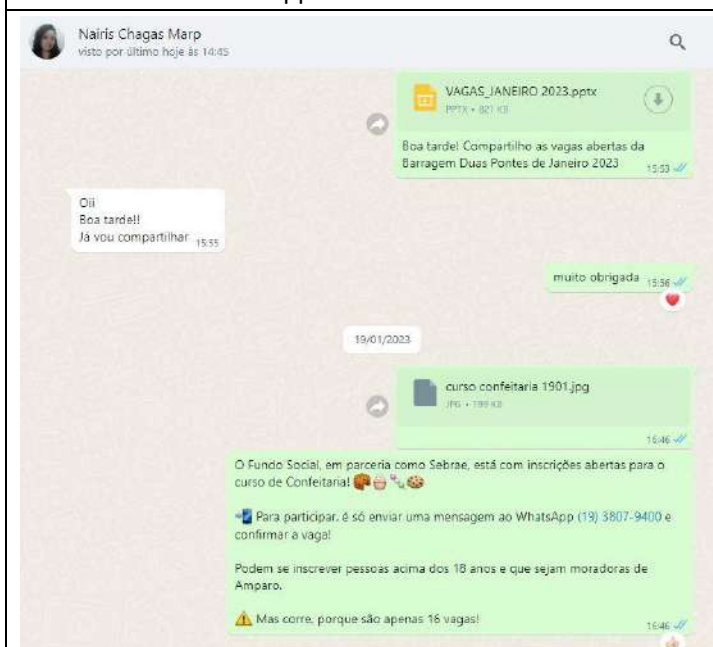 Nairis Chagas Marp
visto por último hoje às 14:45
VAGAS_JANEIRO 2023.pptx
PPTX • 821 KB
Boa tarde! Compartilho as vagas abertas da
Barragem Duas Pontes de Janeiro 2023
15:53
Oii
Boa tarde!!
Já vou compartilhar 15:55
muito obrigada 15:56
19/01/2023
curso confeitaria 1901.jpg
JPG • 199 KB
16:46
O Fundo Social, em parceria como Sebrae, está com inscrições abertas para o
curso de Confeitaria!
Para participar, é só enviar uma mensagem ao WhatsApp (19) 3807-9400 e
confirmar a vaga!
Podem se inscrever pessoas acima dos 18 anos e que sejam moradoras de
Amparo.
Mas corre, porque são apenas 16 vagas!
16:46